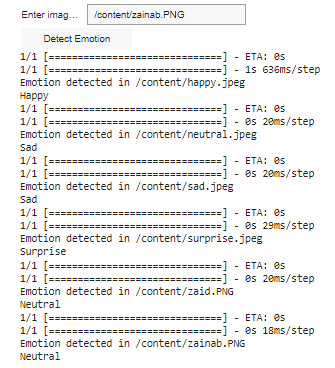 Enter imag... /content/zainab.PNG
Detect Emotion
1/1 [==============================] - ETA: 0s
1/1 [==============================] - 1s 636ms/step
Emotion detected in /content/happy.jpeg
Happy
1/1 [==============================] - ETA: 0s
1/1 [==============================] - 0s 20ms/step
Emotion detected in /content/neutral.jpeg
Sad
1/1 [==============================] - ETA: 0s
1/1 [==============================] - 0s 20ms/step
Emotion detected in /content/sad.jpeg
Sad
1/1 [==============================] - ETA: 0s
1/1 [==============================] - 0s 29ms/step
Emotion detected in /content/surprise.jpeg
Surprise
1/1 [==============================] - ETA: 0s
1/1 [==============================] - 0s 20ms/step
Emotion detected in /content/zaid.PNG
Neutral
1/1 [==============================] - ETA: 0s
1/1 [==============================] - 0s 18ms/step
Emotion detected in /content/zainab.PNG
Neutral